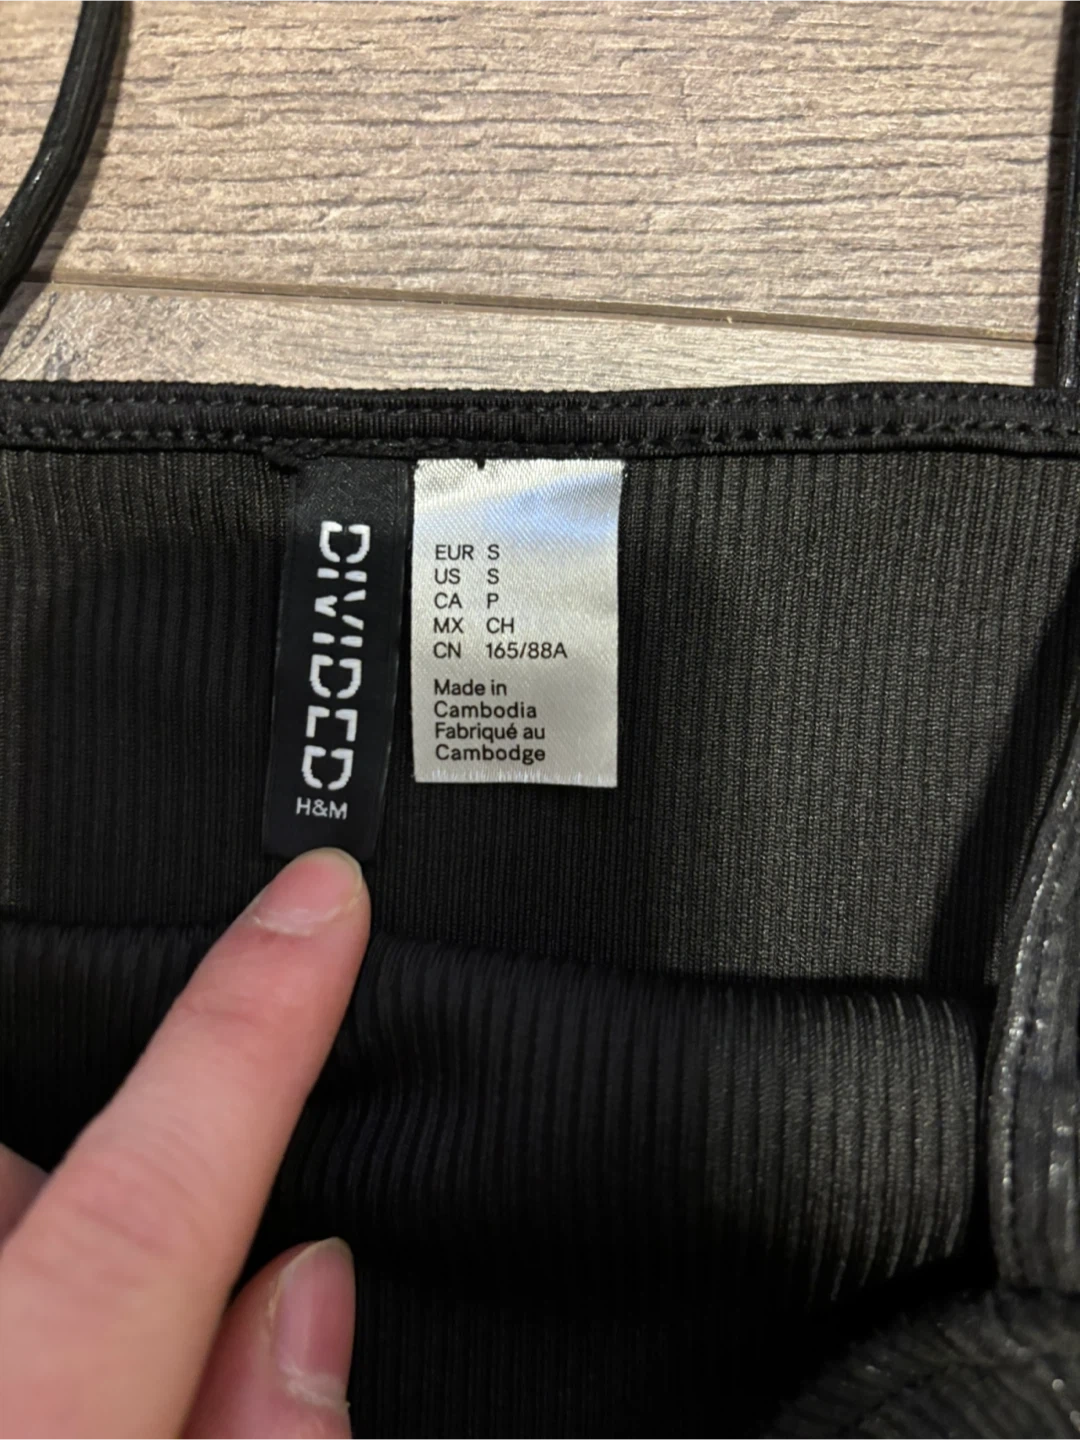 DIVIDED
H&M
EUR S
US S
CA P
MX CH
CN 165/88A
Made in
Cambodia
Fabriqué au
Cambodge